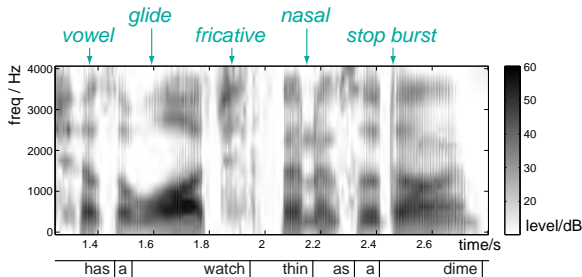 glide nasal
vowel fricative stop burst
freq / Hz
4000
3000
2000
1000
0
1.4 1.6 1.8 2 2.2 2.4 2.6 time/s
60
50
40
30
20
level/dB
has a watch thin as a dime